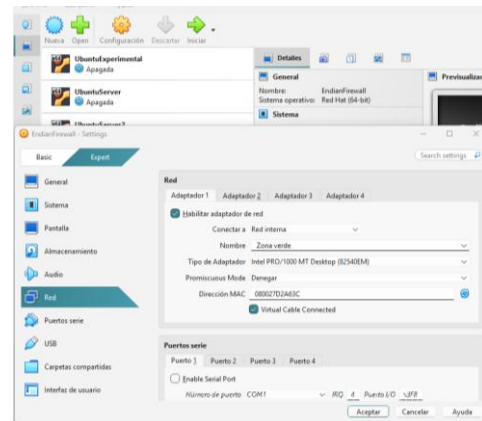 Nueva Open Configuración Descartar Iniciar
UbuntuExperimental
Apagada
UbuntuServer
Apagada
UbuntuServer2
Detalles
General
Nombre: EndianFirewall
Sistema operativo: Red Hat (64-bit)
Sistema
EndianFirewall - Settings
Basic Expert
Search settings
General
Sistema
Pantalla
Almacenamiento
Audio
Red
Puertos serie
USB
Carpetas compartidas
Interfaz de usuario
Red
Adaptador 1 Adaptador 2 Adaptador 3 Adaptador 4
Habilitar adaptador de red
Conectar a Red interna
Nombre Zona verde
Tipo de Adaptador Intel PRO/1000 MT Desktop (82540EM)
Promiscuous Mode Denegar
Dirección MAC 080027D2A63C
Virtual Cable Connected
Puertos serie
Puerto 1 Puerto 2 Puerto 3 Puerto 4
Enable Serial Port
Número de puerto COM1 IRQ 4 Puerto I/O
Aceptar Cancelar Ayuda